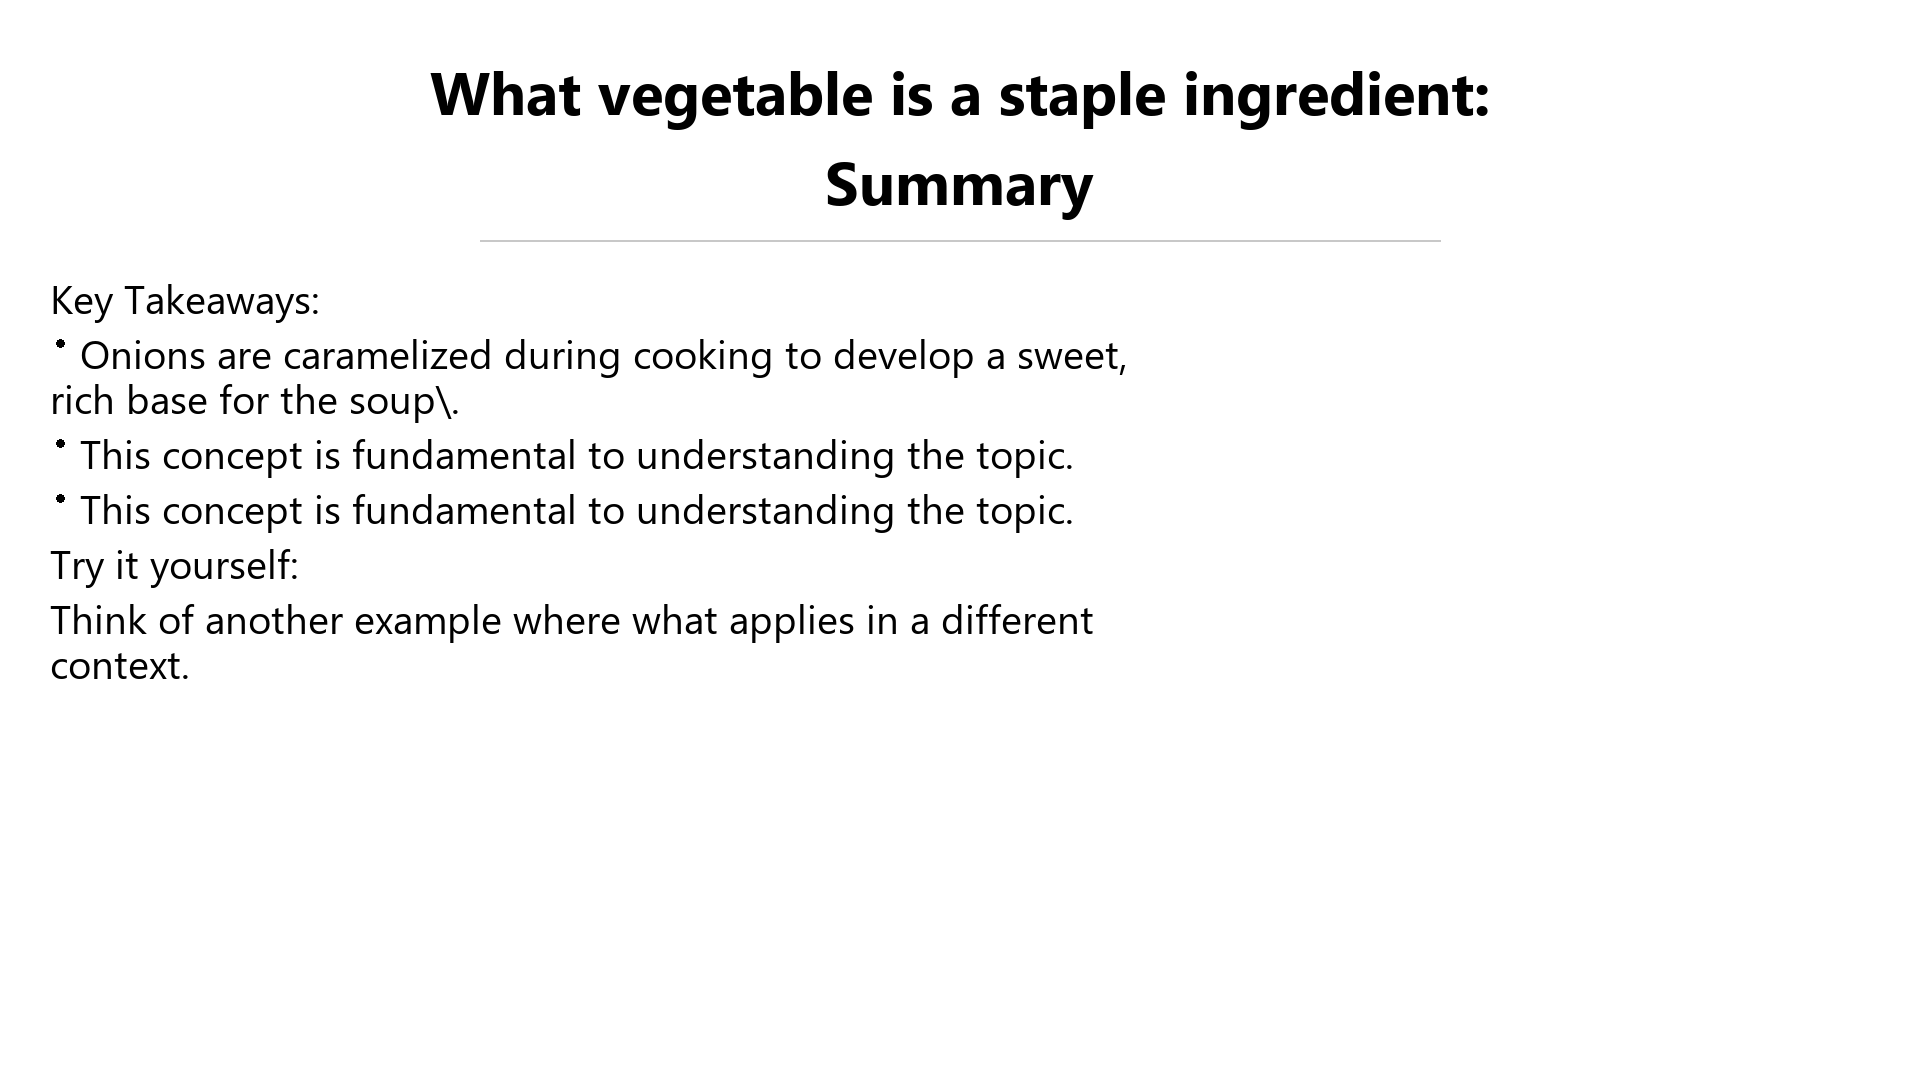 What vegetable is a staple ingredient:
Summary
Key Takeaways:
• Onions are caramelized during cooking to develop a sweet,
rich base for the soup\.
• This concept is fundamental to understanding the topic.
• This concept is fundamental to understanding the topic.
Try it yourself:
Think of another example where what applies in a different
context.